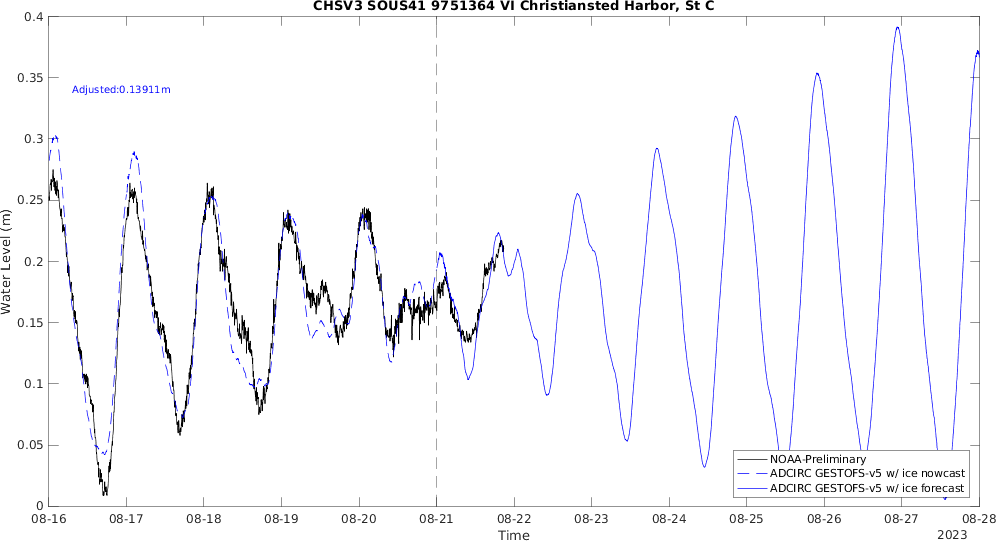 CHSV3 SOUS41 9751364 VI Christiansted Harbor, St C
0.4
0.35
0.3
0.25
0.2
0.15
0.1
0.05
0
Water Level (m)
Adjusted:0.13911m
NOAA-Preliminary
ADCIRC GESTOFS-v5 w/ ice nowcast
ADCIRC GESTOFS-v5 w/ ice forecast
08-16 08-17 08-18 08-19 08-20 08-21 08-22 08-23 08-24 08-25 08-26 08-27 08-28
Time
2023